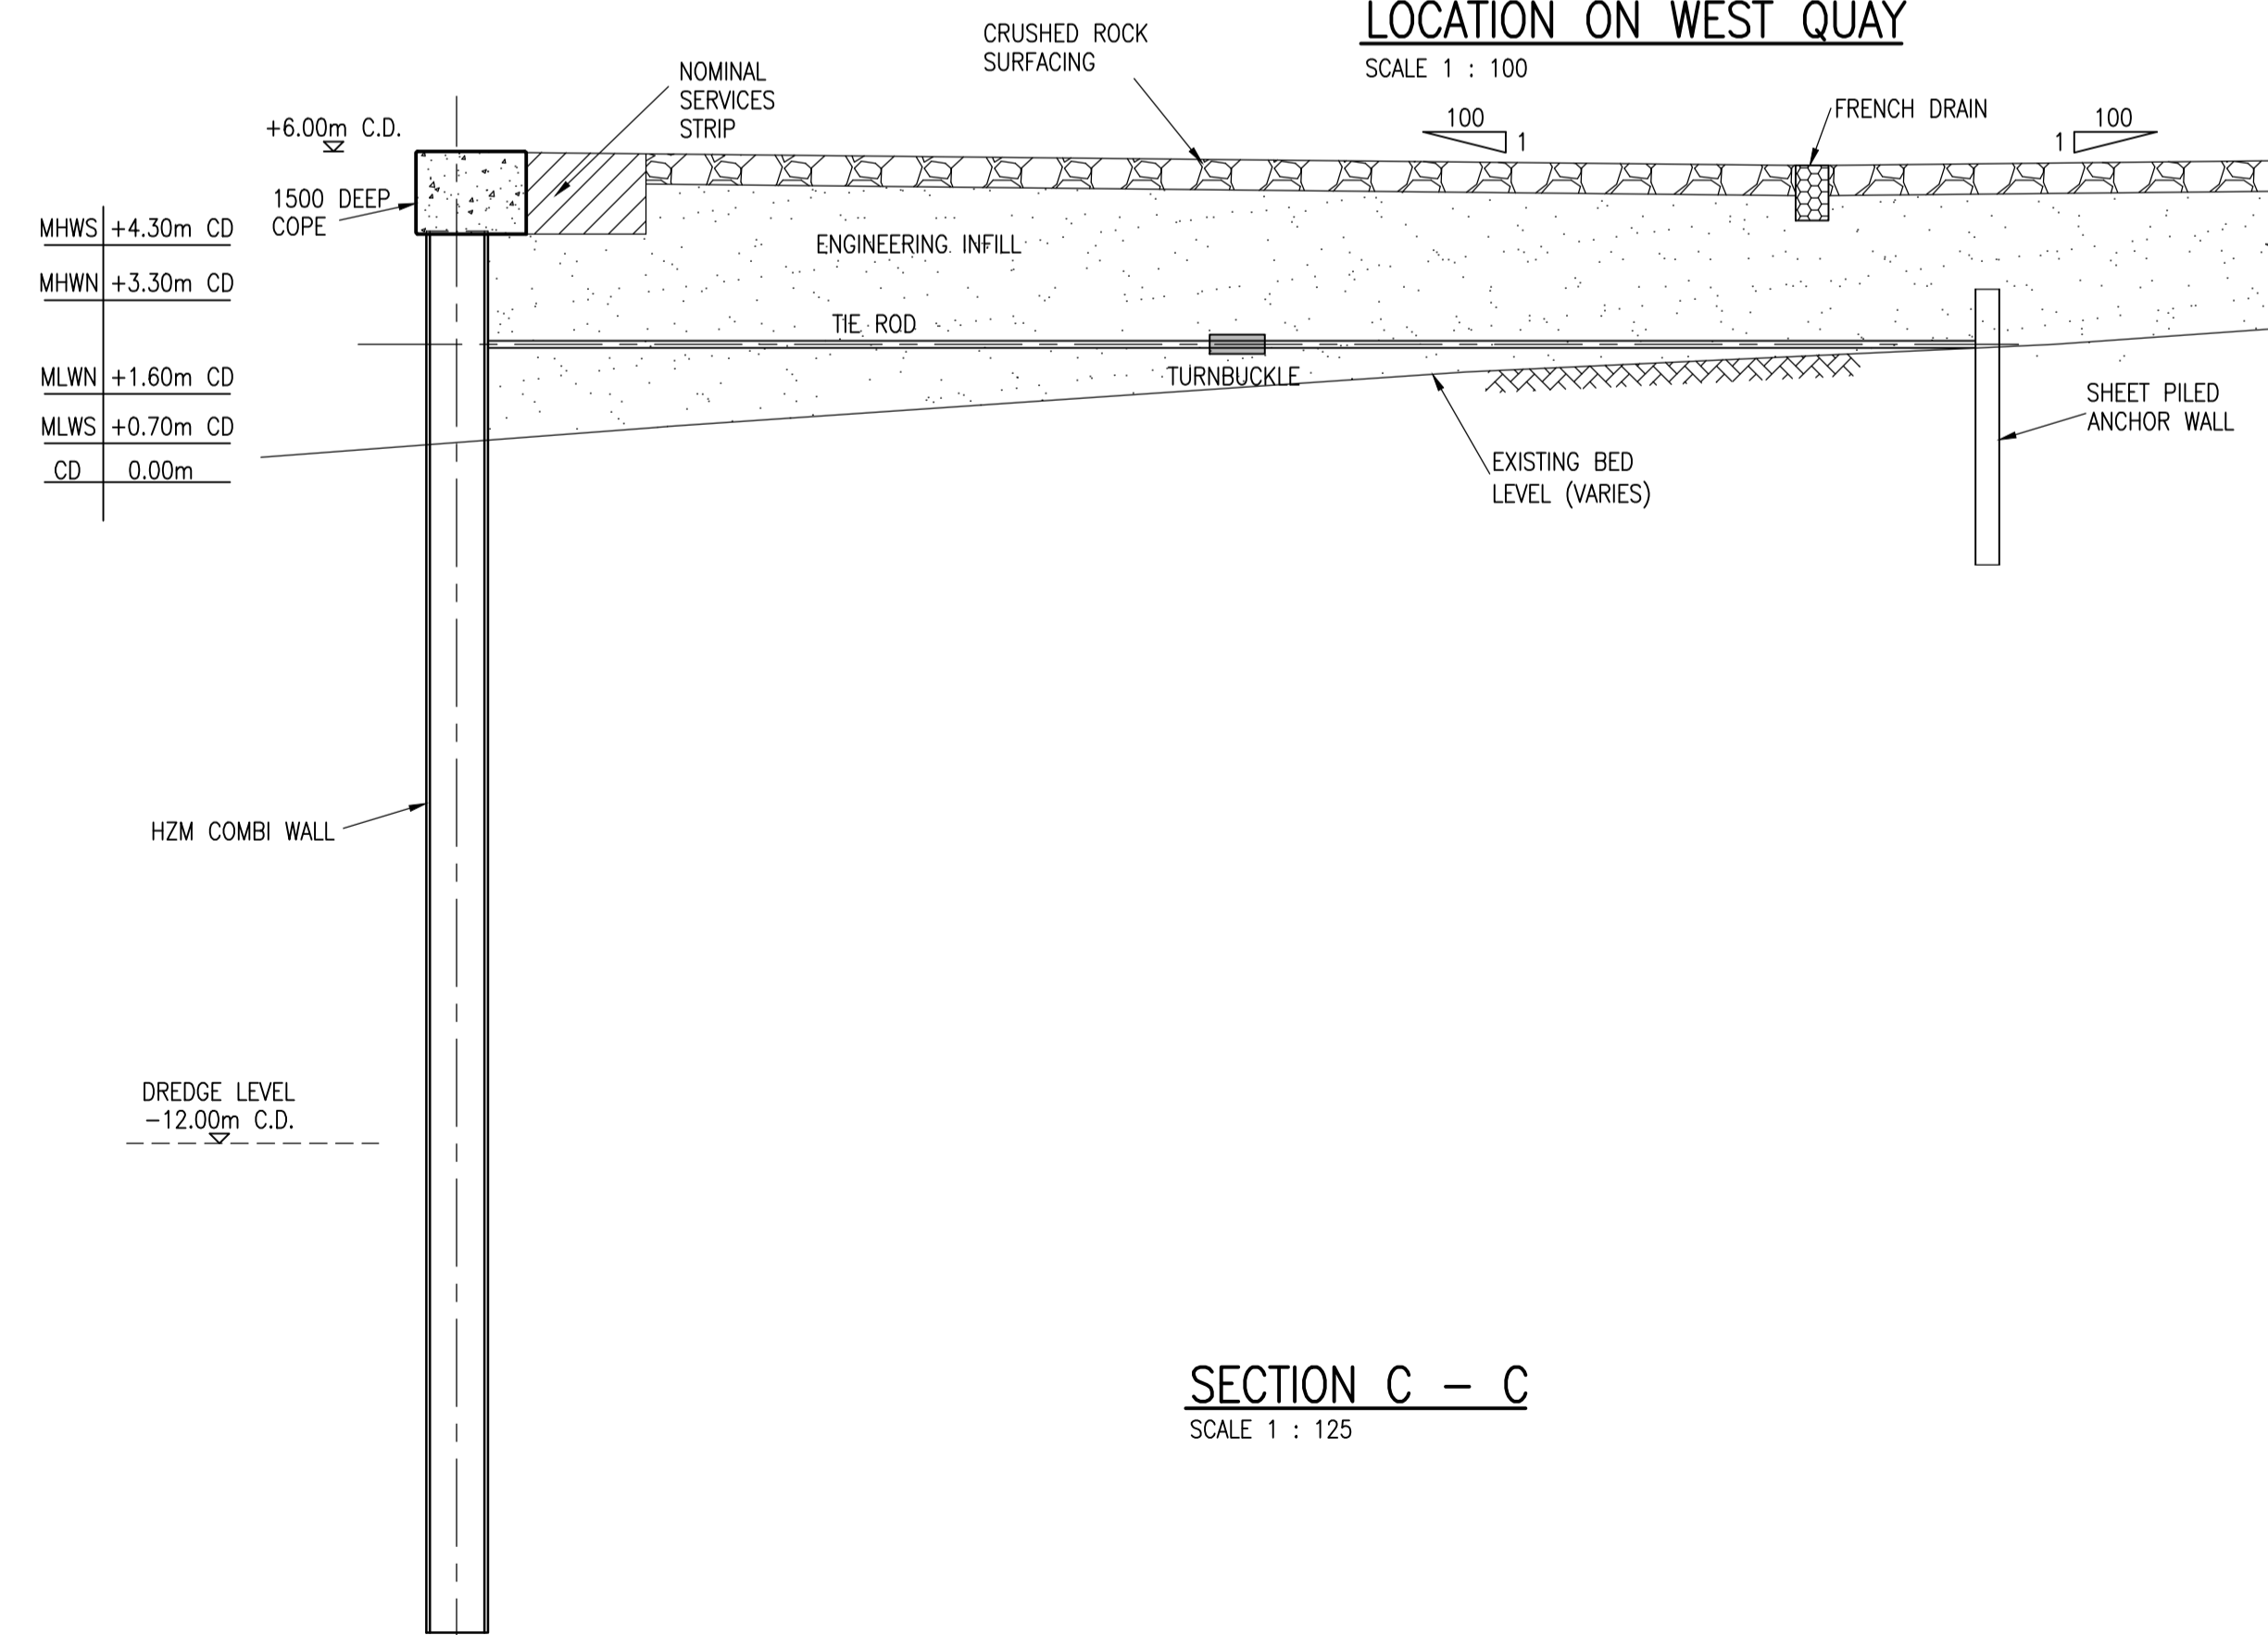 LOCATION ON WEST QUAY
SCALE 1 : 100
CRUSHED ROCK
SURFACING
NOMINAL
SERVICES
STRIP
+6.00m C.D.
100
1
FRENCH DRAIN
1
100
1500 DEEP
COPE
MHWS +4.30m CD
MHWN +3.30m CD
MLWN +1.60m CD
MLWS +0.70m CD
CD 0.00m
ENGINEERING INFILL
TIE ROD
TURNBUCKLE
SHEET PILED
ANCHOR WALL
EXISTING BED
LEVEL (VARIES)
HZM COMBI WALL
DREDGE LEVEL
-12.00m C.D.
SECTION C - C
SCALE 1 : 125